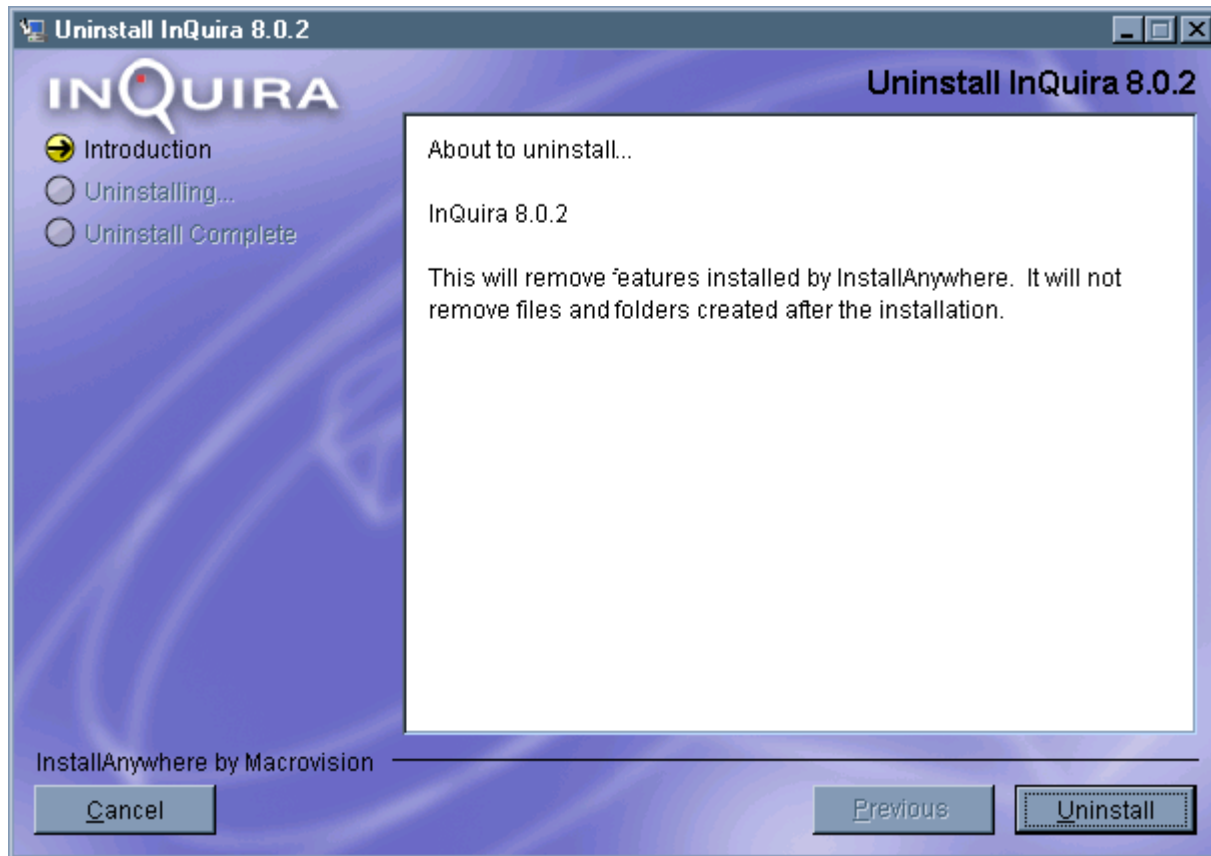 Uninstall InQuira 8.0.2
INQUIRA
Uninstall InQuira 8.0.2
Introduction
Uninstalling...
Uninstall Complete
About to uninstall...
InQuira 8.0.2
This will remove features installed by InstallAnywhere. It will not
remove files and folders created after the installation.
InstallAnywhere by Macrovision
Cancel
Previous
Uninstall